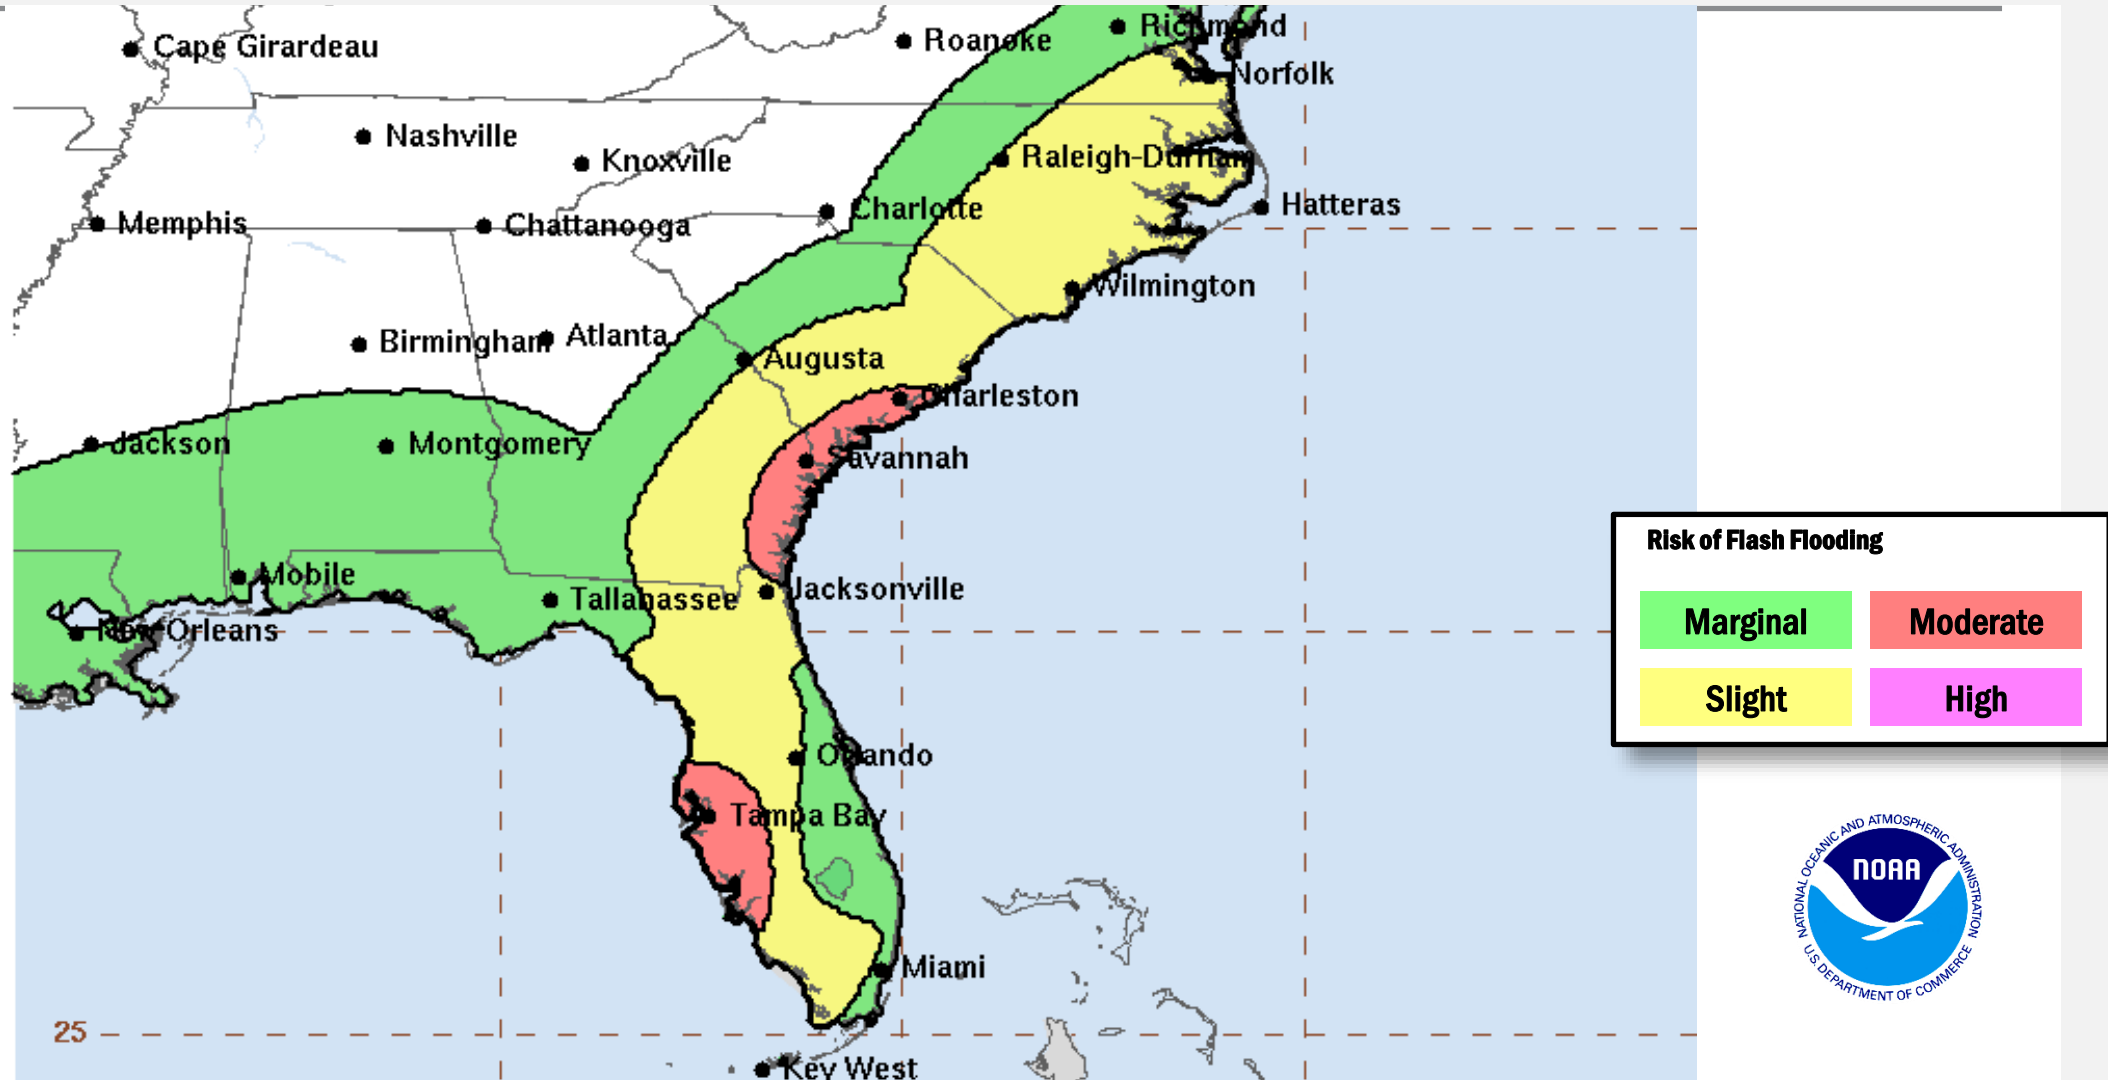 Richmond
Roanoke
Cape Girardeau
Norfolk
Nashville
Raleigh-Durham
Knoxville
Hatteras
Charlotte
Memphis
Chattanooga
Wilmington
Atlanta
Birmingham
Augusta
Charleston
Jackson
Montgomery
Savannah
Mobile
Jacksonville
Tallahassee
New Orleans
Orlando
Tampa Bay
Miami
25
Key West
Risk of Flash Flooding
Marginal
Moderate
Slight
High
NATIONAL OCEANIC AND ATMOSPHERIC ADMINISTRATION
NOAA
U.S. DEPARTMENT OF COMMERCE